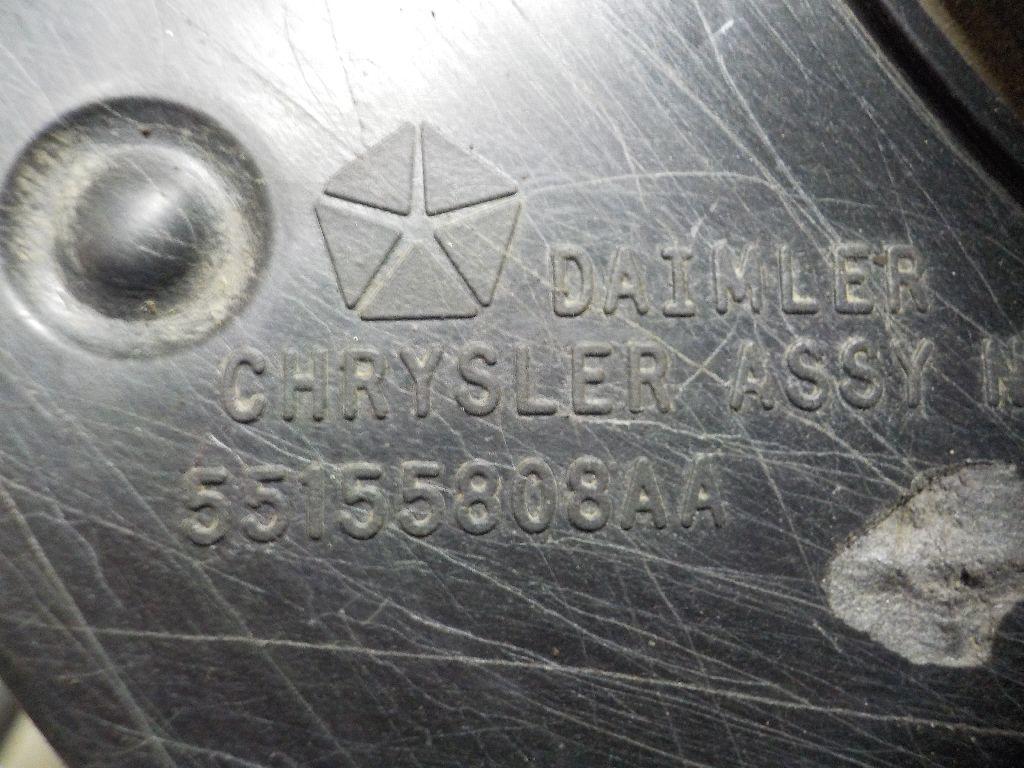 DAIMLER
CHRYSLER ASSY N
55155808AA